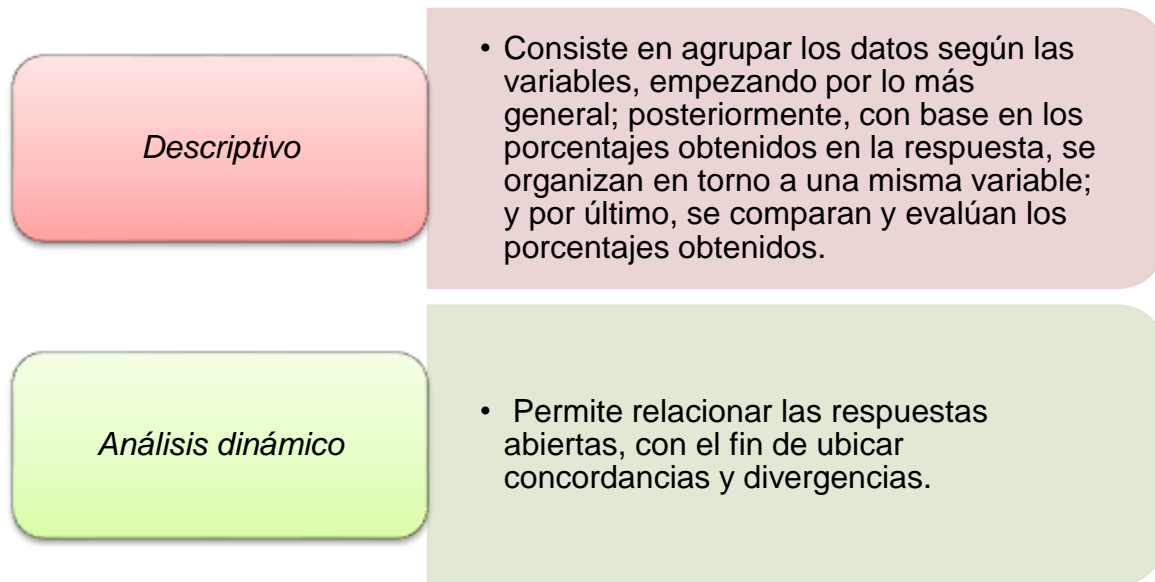 Descriptivo
• Consiste en agrupar los datos según las
variables, empezando por lo más
general; posteriormente, con base en los
porcentajes obtenidos en la respuesta, se
organizan en torno a una misma variable;
y por último, se comparan y evalúan los
porcentajes obtenidos.
Análisis dinámico
• Permite relacionar las respuestas
abiertas, con el fin de ubicar
concordancias y divergencias.